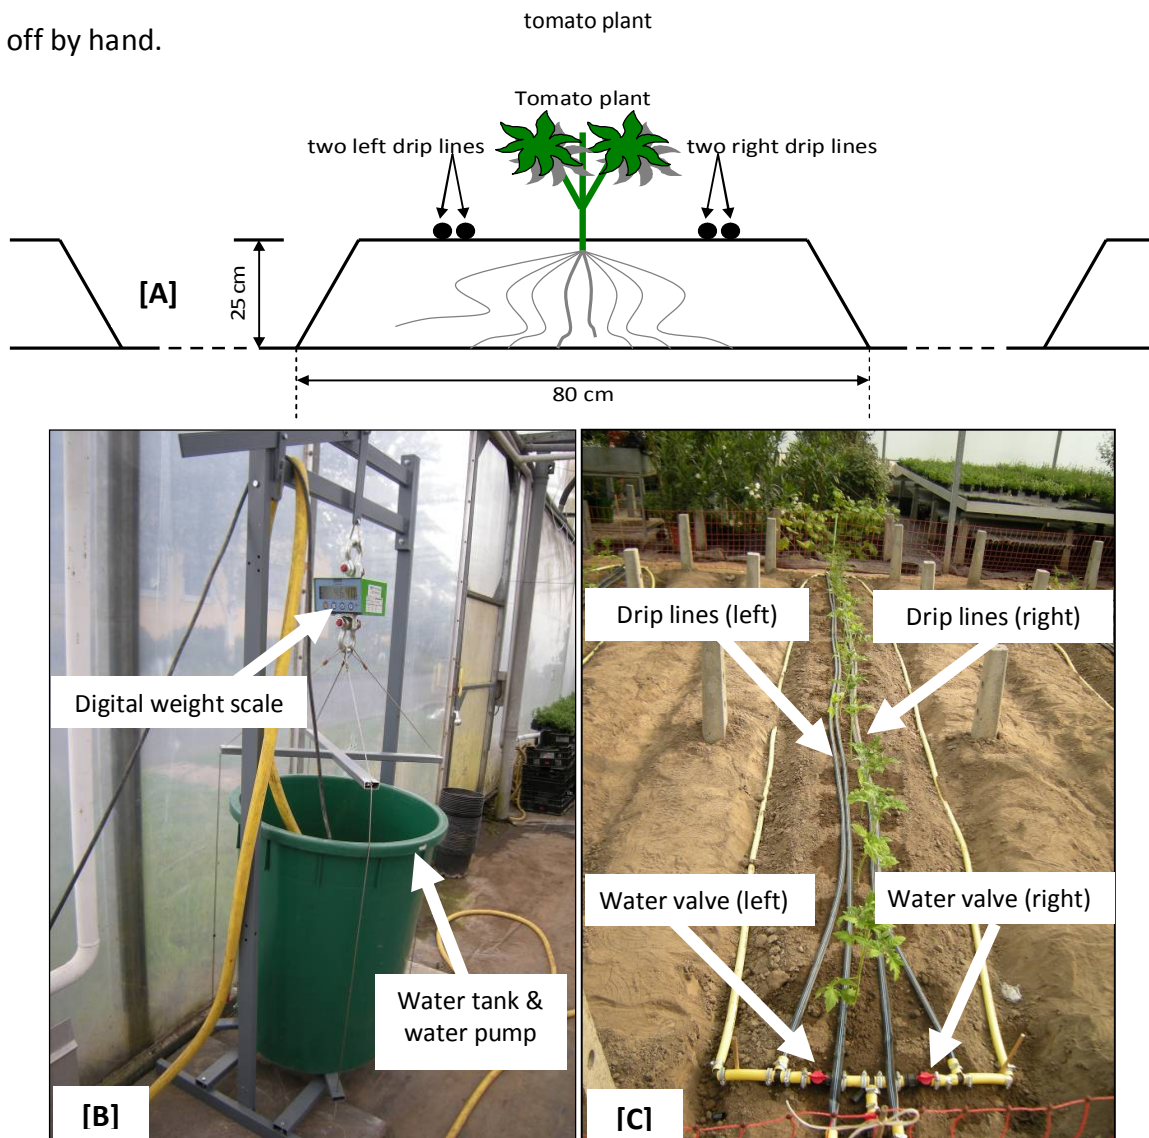 tomato plant
off by hand.
Tomato plant
two left drip lines
two right drip lines
[A]
25 cm
80 cm
Digital weight scale
Water tank &
water pump
[B]
Drip lines (left)
Drip lines (right)
Water valve (left)
Water valve (right)
[C]